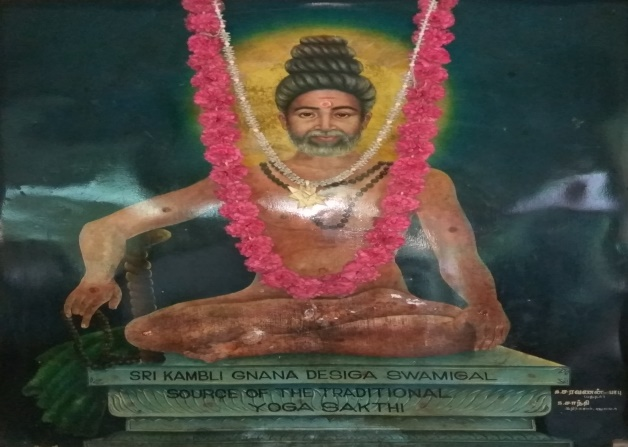 SRI KAMBLI GNANA DESIGA SWAMIGAL
SOURCE OF THE TRADITIONAL
YOGA SAKTHI